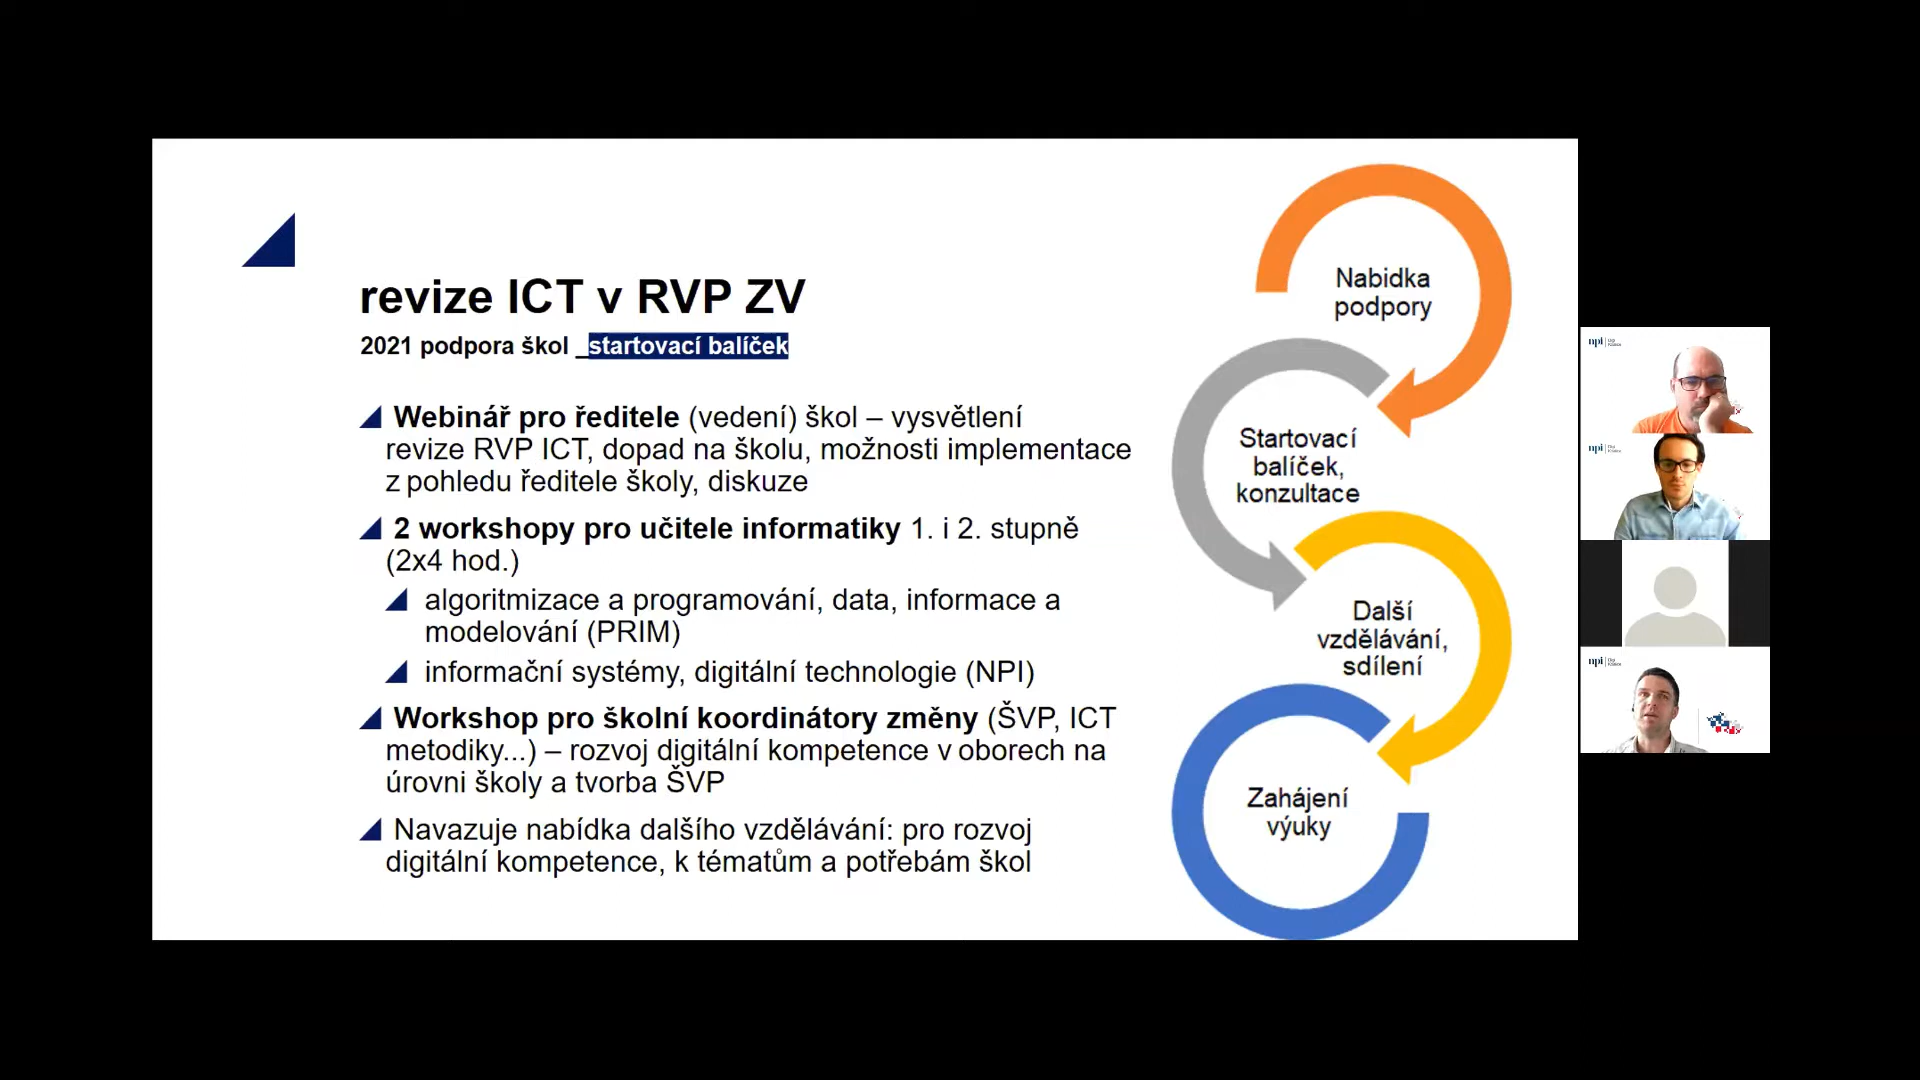 revize ICT v RVP ZV
2021 podpora škol _startovací balíček
Webinář pro ředitele (vedení) škol – vysvětlení
revize RVP ICT, dopad na školu, možnosti implementace
z pohledu ředitele školy, diskuze
2 workshopy pro učitele informatiky 1. i 2. stupně
(2x4 hod.)
algoritmizace a programování, data, informace a
modelování (PRIM)
informační systémy, digitální technologie (NPI)
Workshop pro školní koordinátory změny (ŠVP, ICT
metodiky...) – rozvoj digitální kompetence v oborech na
úrovni školy a tvorba ŠVP
Navazuje nabídka dalšího vzdělávání: pro rozvoj
digitální kompetence, k tématům a potřebám škol
Nabidka
podpory
Startovací
balíček,
konzultace
Další
vzdělávání,
sdílení
Zahájení
výuky
npi
npi
npi